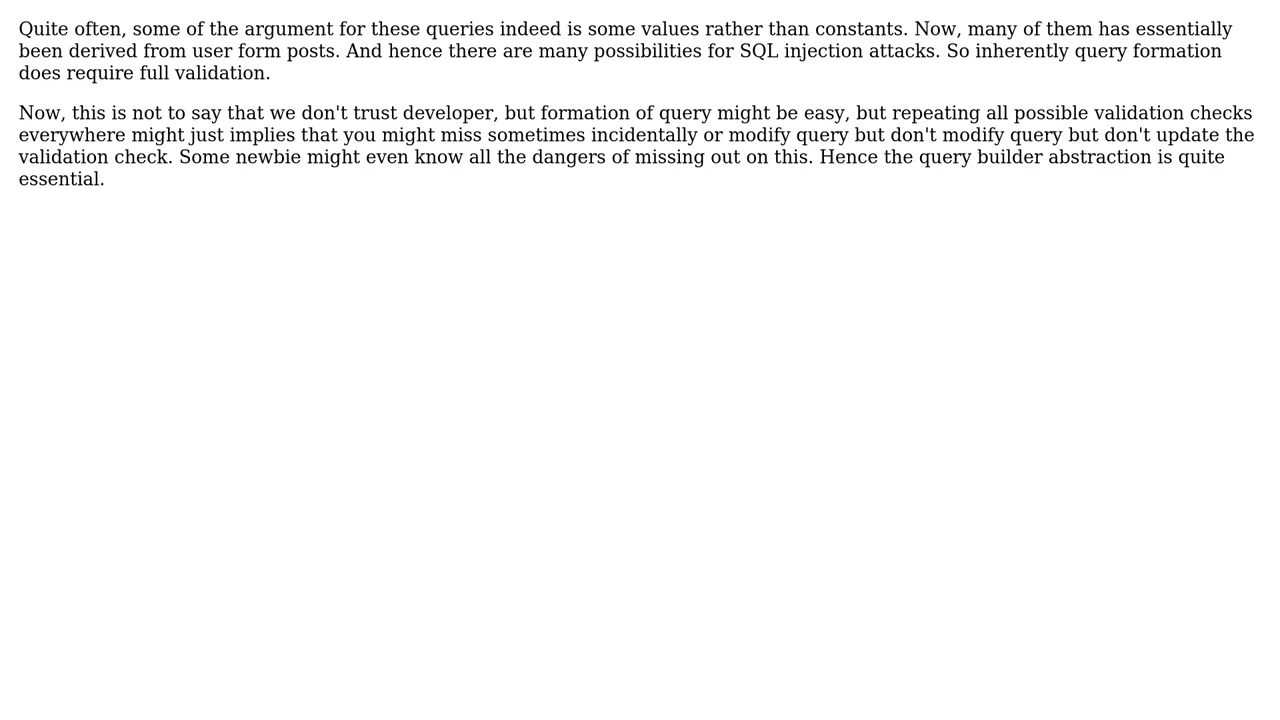 Quite often, some of the argument for these queries indeed is some values rather than constants. Now, many of them has essentially
been derived from user form posts. And hence there are many possibilities for SQL injection attacks. So inherently query formation
does require full validation.
Now, this is not to say that we don't trust developer, but formation of query might be easy, but repeating all possible validation checks
everywhere might just implies that you might miss sometimes incidentally or modify query but don't modify query but don't update the
validation check. Some newbie might even know all the dangers of missing out on this. Hence the query builder abstraction is quite
essential.